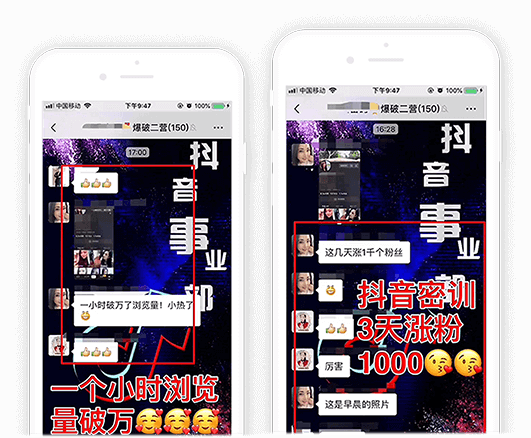 中国移动
下午9:47
100%
爆破二营(150)
17:00
抖音事业部
一小时破万了浏览量！小热了
一个小时浏览
量破万
中国移动
下午9:47
100%
爆破二营(150)
16:28
抖音事业部
这几天涨1千个粉丝
厉害
这是早晨的照片
抖音密训
3天涨粉
1000